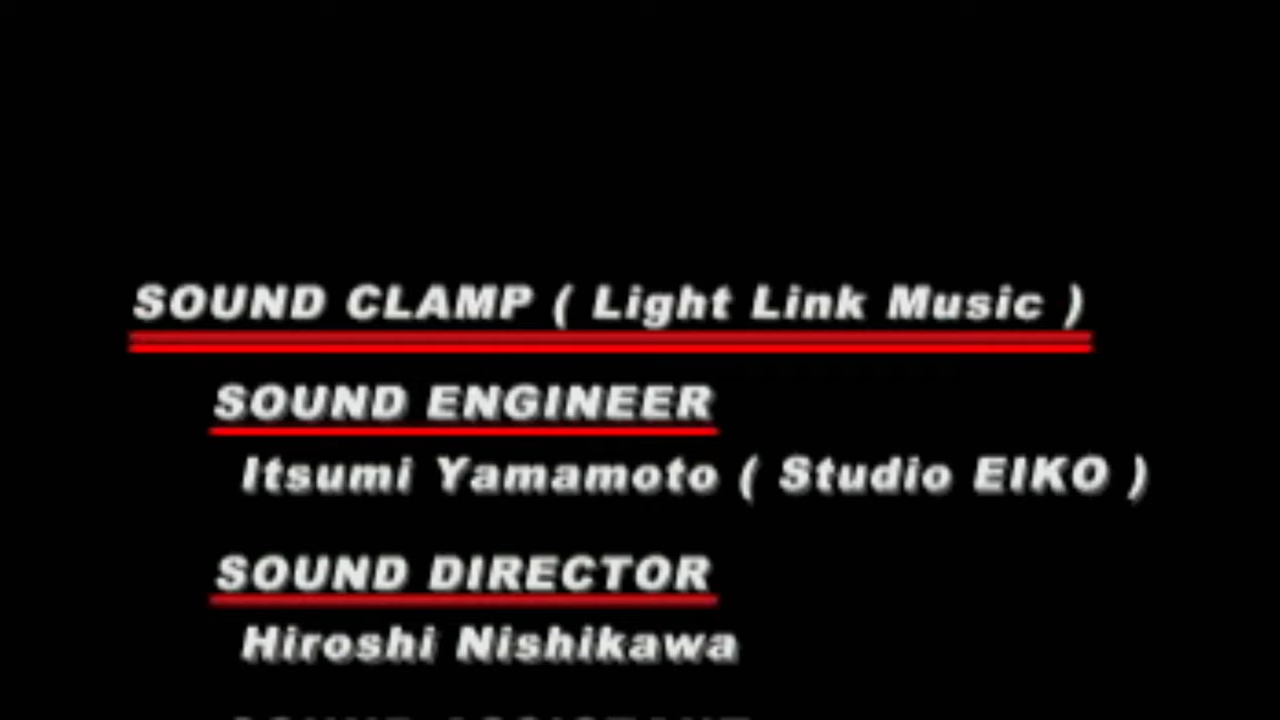 SOUND CLAMP ( Light Link Music )
SOUND ENGINEER
Itsumi Yamamoto ( Studio EIKO )
SOUND DIRECTOR
Hiroshi Nishikawa